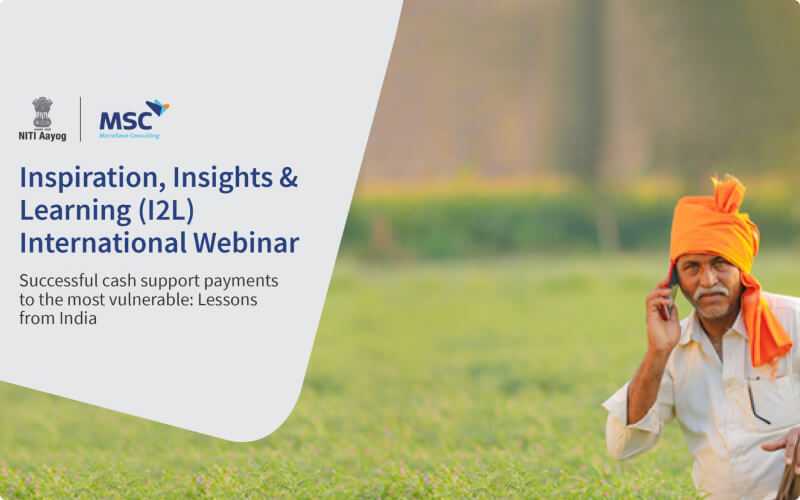 NITI Aayog
MSC
MicroSave Consulting
Inspiration, Insights &
Learning (I2L)
International Webinar
Successful cash support payments
to the most vulnerable: Lessons
from India